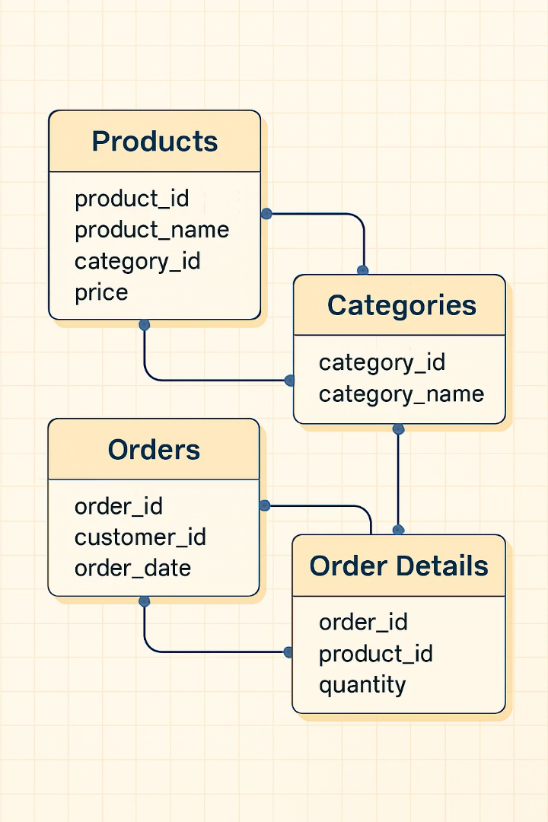 Products
product_id
product_name
category_id
price
Categories
category_id
category_name
Orders
order_id
customer_id
order_date
Order Details
order_id
product_id
quantity